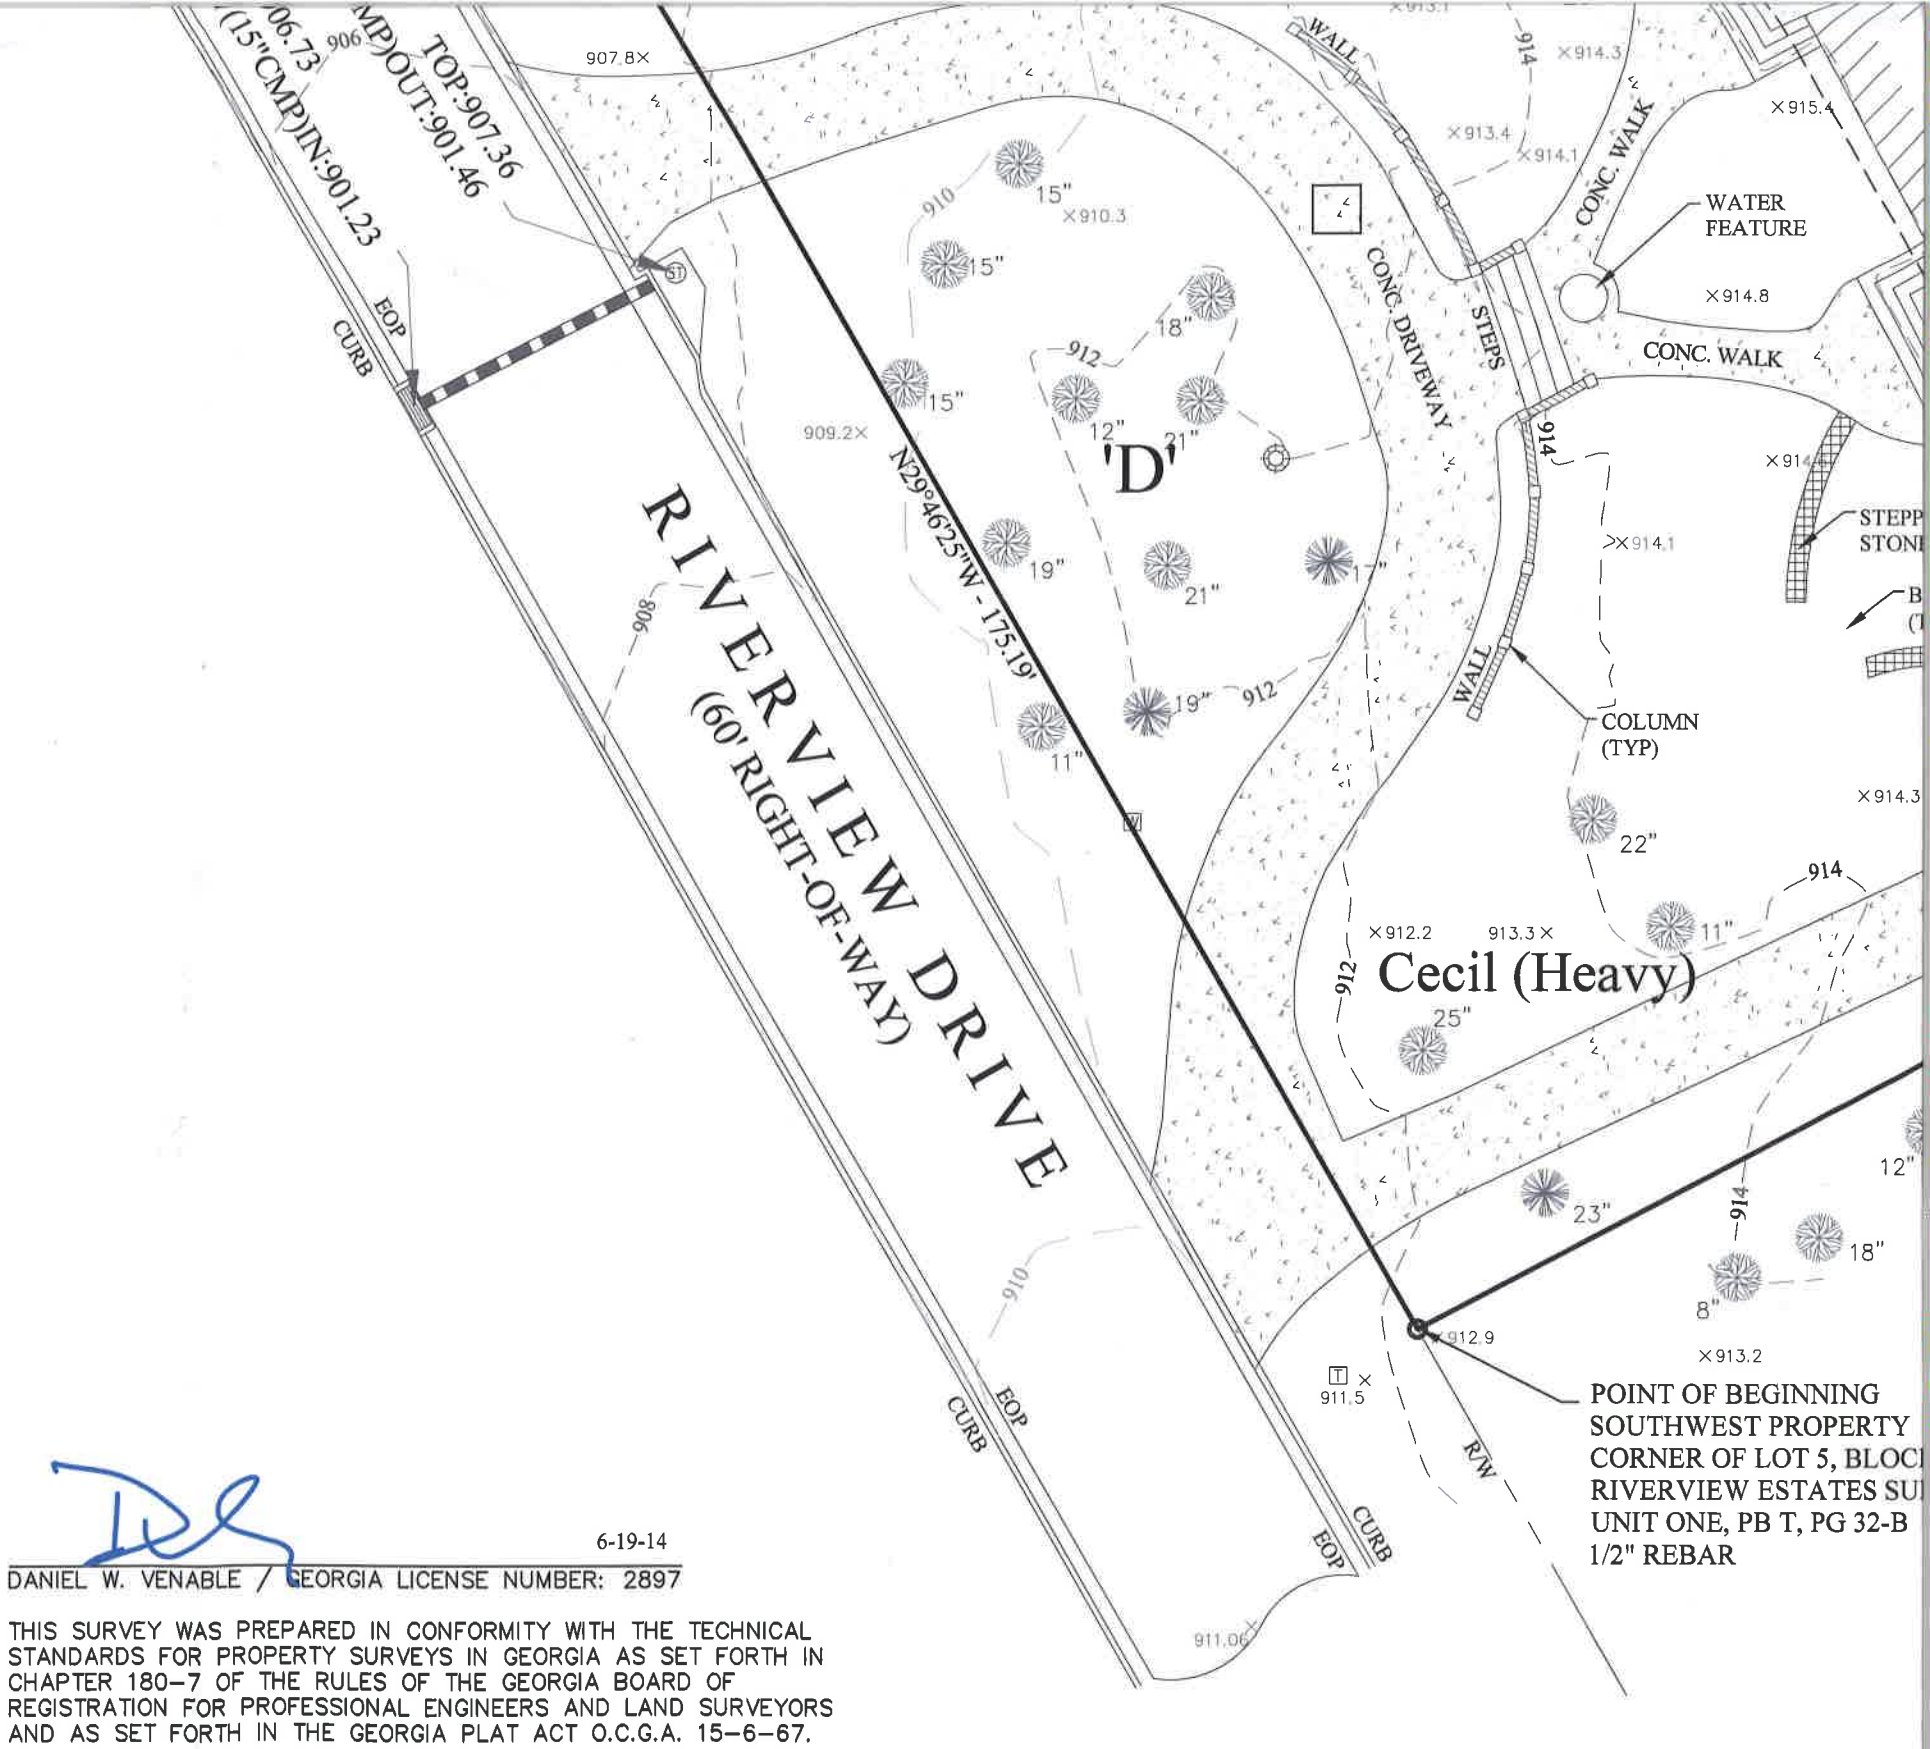 906.73
(15"CMP)IN:901.23
906
MP)OUT:901.46
TOP:907.36
907.8×
WALL
914
×914.3
×913.4
×914.1
×915.4
CONC. WALK
WATER
FEATURE
×914.8
CONC. WALK
STEPS
CONC. DRIVEWAY
910
15"
×910.3
15"
18"
912
15"
12"
21"
'D'
909.2×
ST
EOP
CURB
N29°46'25"W - 175.19'
19"
21"
17"
19"
912
11"
W
908
RIVERVIEW DRIVE
(60' RIGHT-OF-WAY)
914
×914.1
WALL
COLUMN
(TYP)
×914.3
22"
914
11"
×912.2
913.3×
912
Cecil (Heavy)
25"
23"
12"
914
18"
8"
912.9
×913.2
T
×
911.5
910
EOP
CURB
R/W
CURB
EOP
911.06
×
POINT OF BEGINNING
SOUTHWEST PROPERTY
CORNER OF LOT 5,
RIVERVIEW ESTATES
UNIT ONE, PB T, PG 32-B
1/2" REBAR
6-19-14
DANIEL W. VENABLE / GEORGIA LICENSE NUMBER: 2897
THIS SURVEY WAS PREPARED IN CONFORMITY WITH THE TECHNICAL
STANDARDS FOR PROPERTY SURVEYS IN GEORGIA AS SET FORTH IN
CHAPTER 180-7 OF THE RULES OF THE GEORGIA BOARD OF
REGISTRATION FOR PROFESSIONAL ENGINEERS AND LAND SURVEYORS
AND AS SET FORTH IN THE GEORGIA PLAT ACT O.C.G.A. 15-6-67.